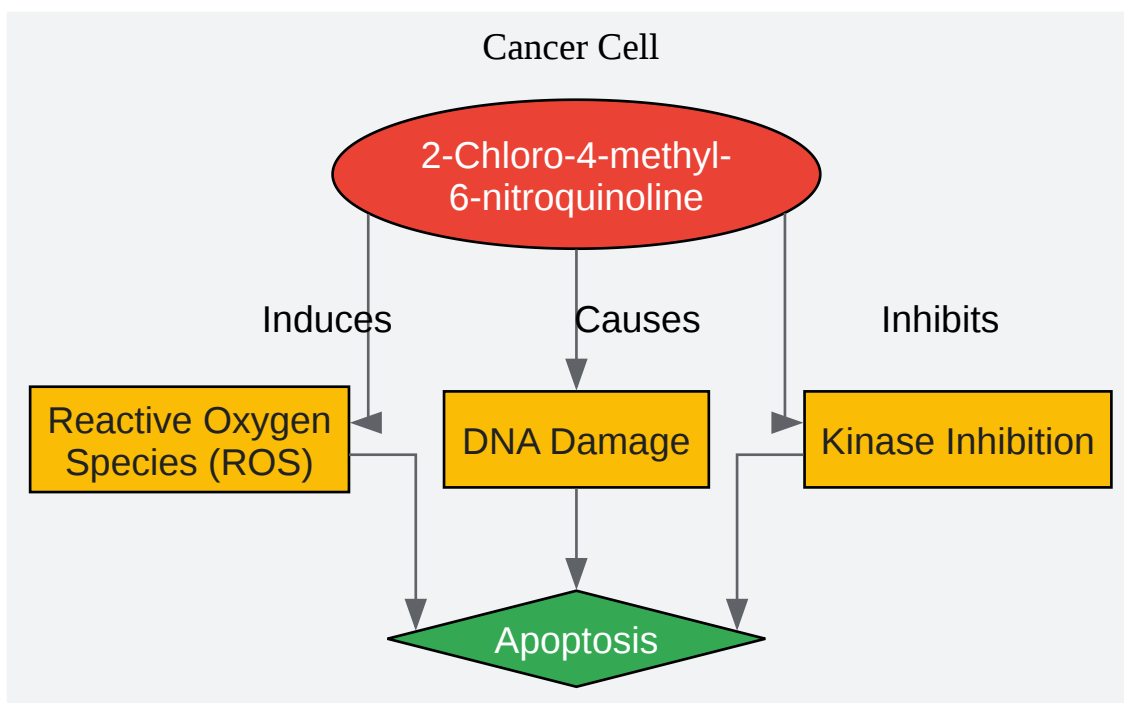 Cancer Cell
2-Chloro-4-methyl-
6-nitroquinoline
Induces
Causes
Inhibits
Reactive Oxygen
Species (ROS)
DNA Damage
Kinase Inhibition
Apoptosis